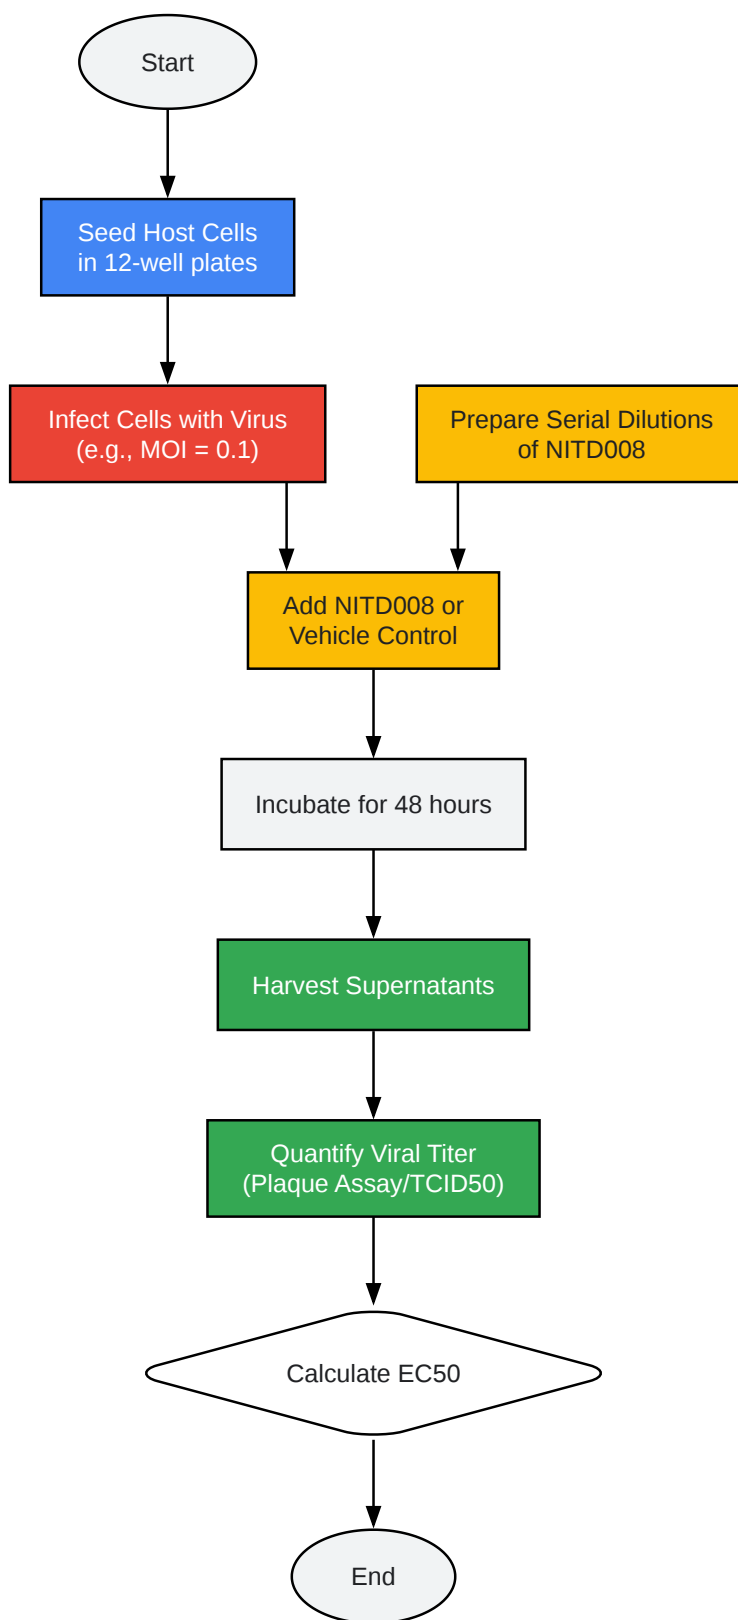 Start
Seed Host Cells
in 12-well plates
Infect Cells with Virus
(e.g., MOI = 0.1)
Prepare Serial Dilutions
of NITD008
Add NITD008 or
Vehicle Control
Incubate for 48 hours
Harvest Supernatants
Quantify Viral Titer
(Plaque Assay/TCID50)
Calculate EC50
End